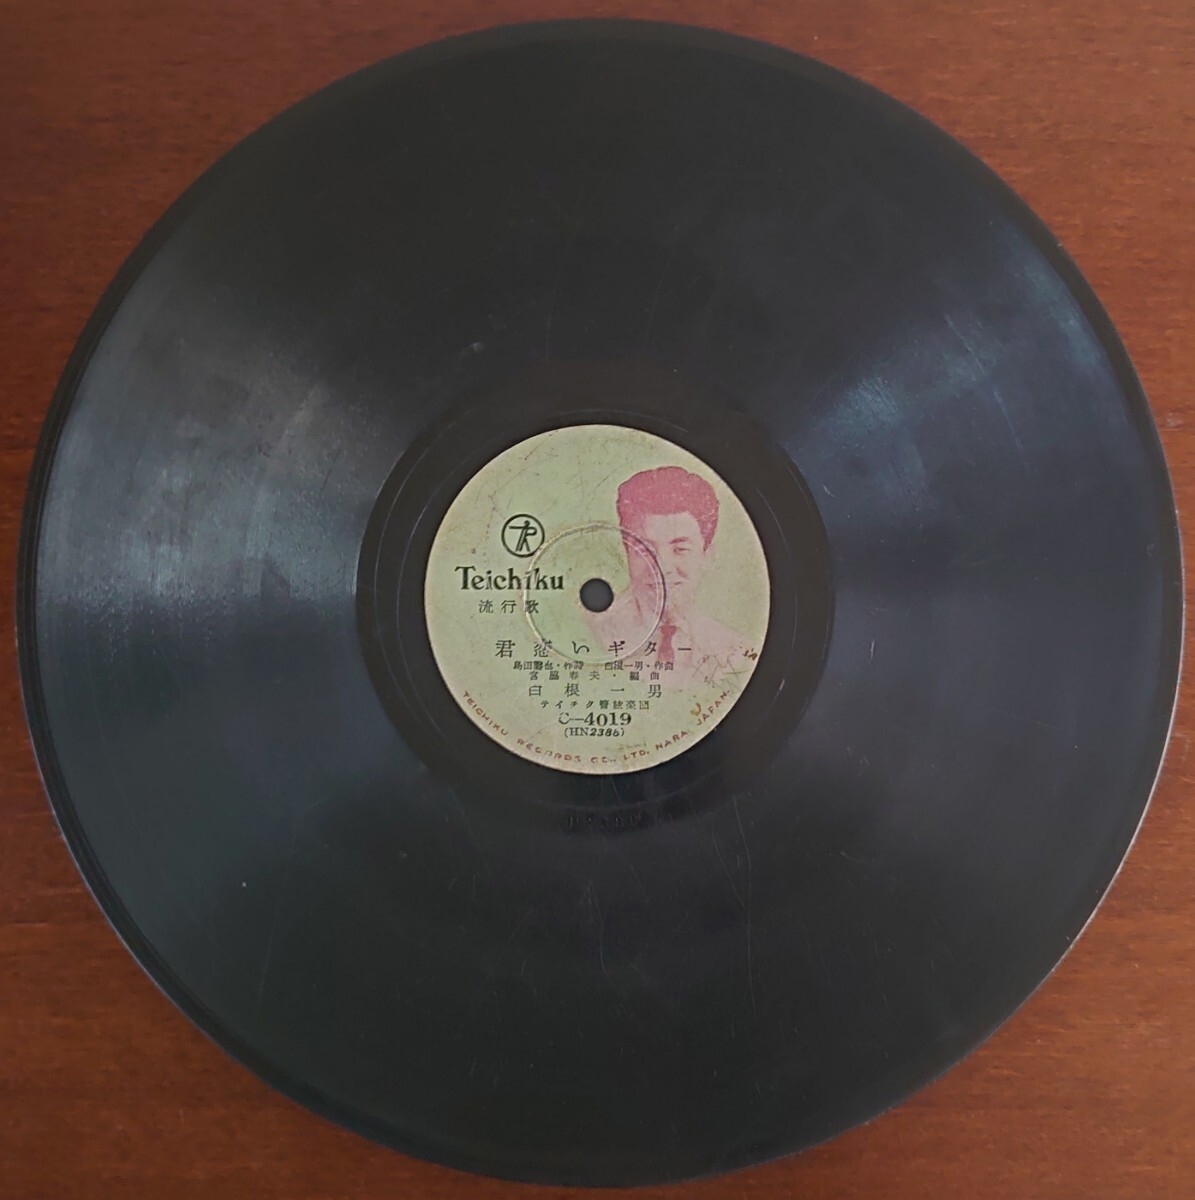 Teichiku
流行歌
君恋いギター
島田磬也・作詩 白根一男・作曲
宮脇春夫・編曲
白根一男
テイチク管絃楽団
C-4019
(HN2386)
TEICHIKU RECORDS CO., LTD. NARA, JAPAN.